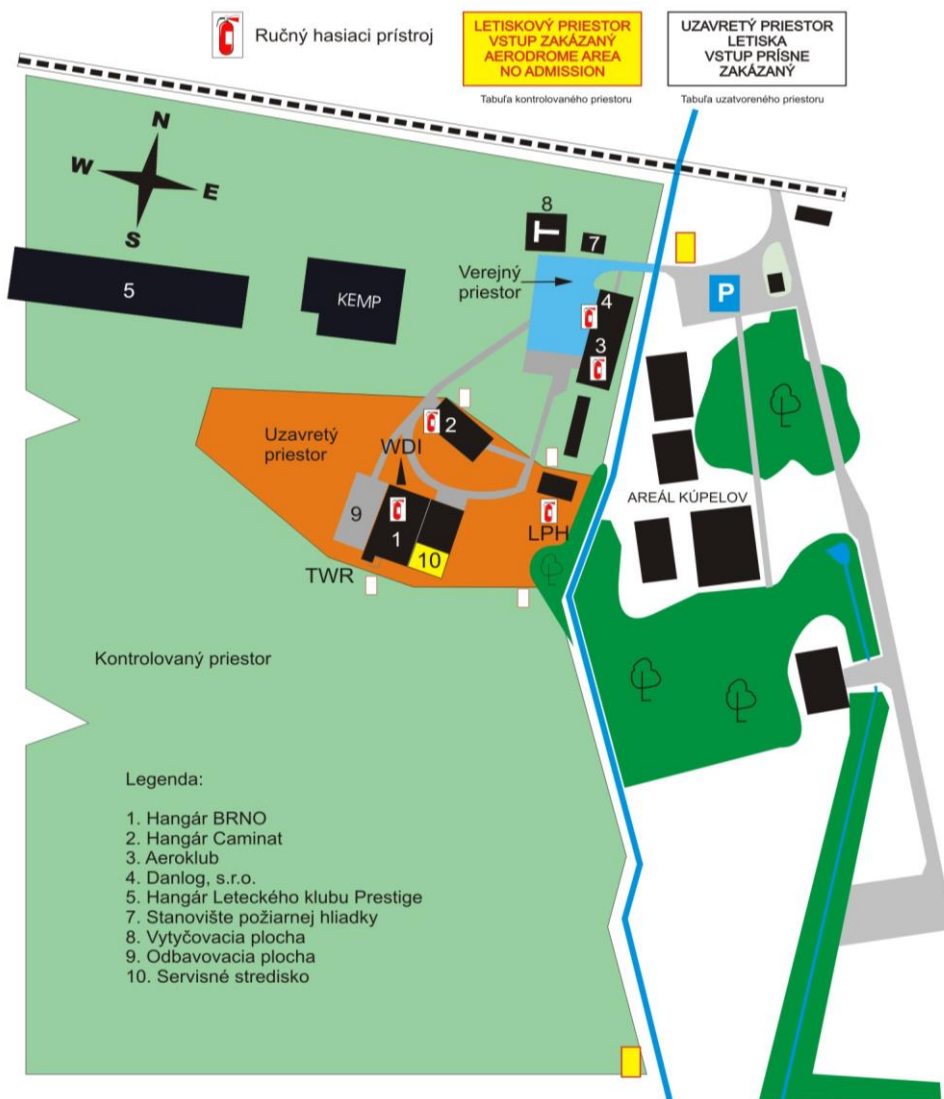 Ručný hasiaci prístroj
LETISKOVÝ PRIESTOR
VSTUP ZAKÁZANÝ
AERODROME AREA
NO ADMISSION
Tabuľa kontrolovaného priestoru
UZAVRETÝ PRIESTOR
LETISKA
VSTUP PRÍSNE
ZAKÁZANÝ
Tabuľa uzatvoreného priestoru
N
W
E
S
8
T
7
5
KEMP
Verejný
priestor
4
3
P
2
Uzavretý
priestor
WDI
9
1
10
LPH
TWR
AREÁL KÚPELOV
Kontrolovaný priestor
Legenda:
1. Hangár BRNO
2. Hangár Caminat
3. Aeroklub
4. Danlog, s.r.o.
5. Hangár Leteckého klubu Prestige
7. Stanovište požiarnej hliadky
8. Vytyčovacia plocha
9. Odbavovacia plocha
10. Servisné stredisko